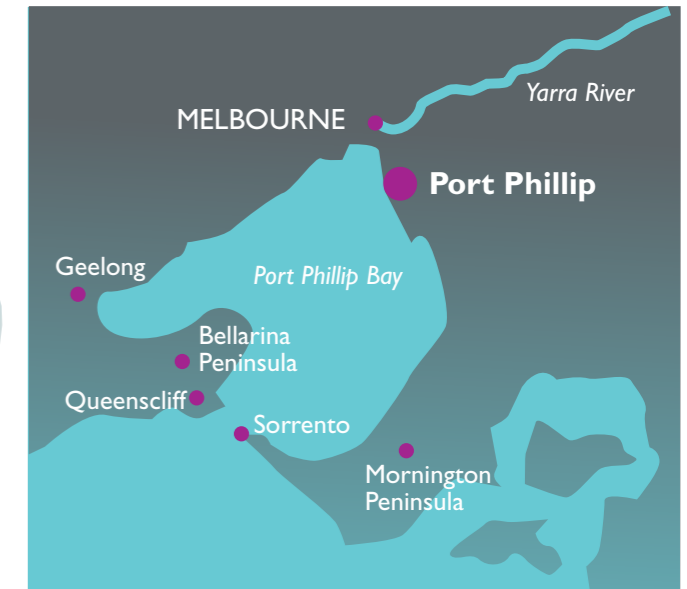 Yarra River
MELBOURNE
Port Phillip
Geelong
Port Phillip Bay
Bellarina
Peninsula
Queenscliff
Sorrento
Mornington
Peninsula